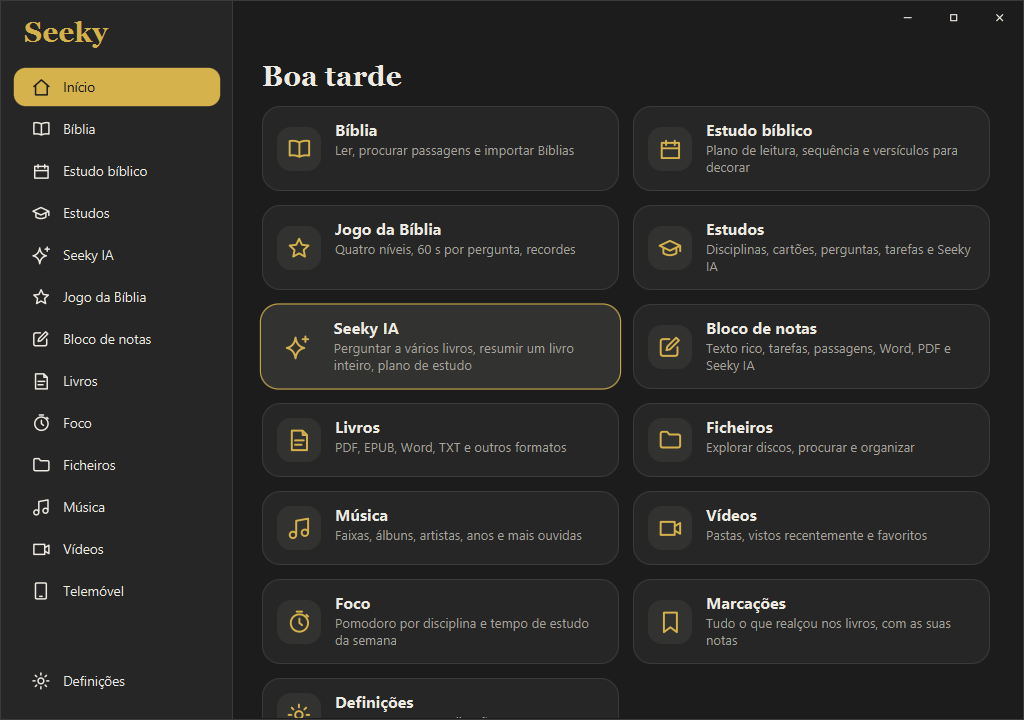 Seeky
Início
Bíblia
Estudo bíblico
Estudos
Seeky IA
Jogo da Bíblia
Bloco de notas
Livros
Foco
Ficheiros
Música
Vídeos
Telemóvel
Definições
Boa tarde
Bíblia
Ler, procurar passagens e importar Bíblias
Estudo bíblico
Plano de leitura, sequência e versículos para
decorar
Jogo da Bíblia
Quatro níveis, 60 s por pergunta, recordes
Estudos
Disciplinas, cartões, perguntas, tarefas e Seeky
IA
Seeky IA
Perguntar a vários livros, resumir um livro
inteiro, plano de estudo
Bloco de notas
Texto rico, tarefas, passagens, Word, PDF e
Seeky IA
Livros
PDF, EPUB, Word, TXT e outros formatos
Ficheiros
Explorar discos, procurar e organizar
Música
Faixas, álbuns, artistas, anos e mais ouvidas
Vídeos
Pastas, vistos recentemente e favoritos
Foco
Pomodoro por disciplina e tempo de estudo
da semana
Marcações
Tudo o que realçou nos livros, com as suas
notas
Definições